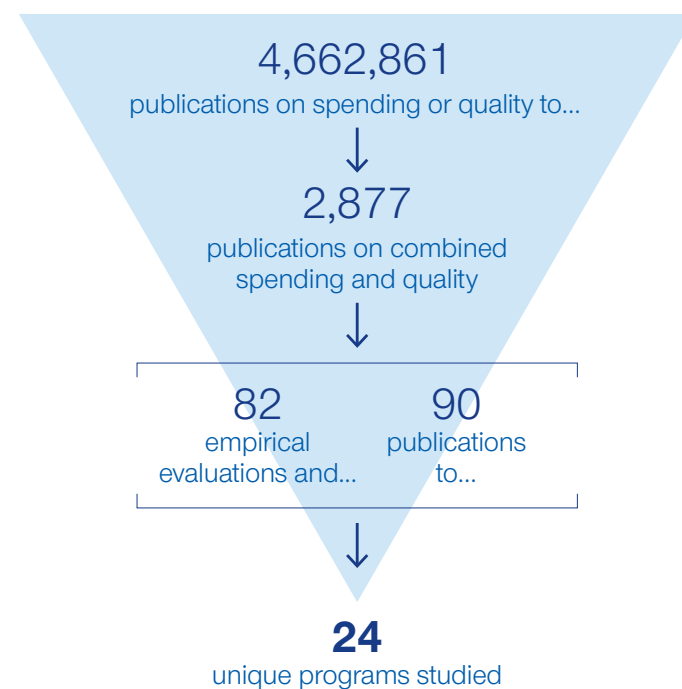 4,662,861
publications on spending or quality to...
2,877
publications on combined
spending and quality
82
empirical
evaluations and...
90
publications
to...
24
unique programs studied